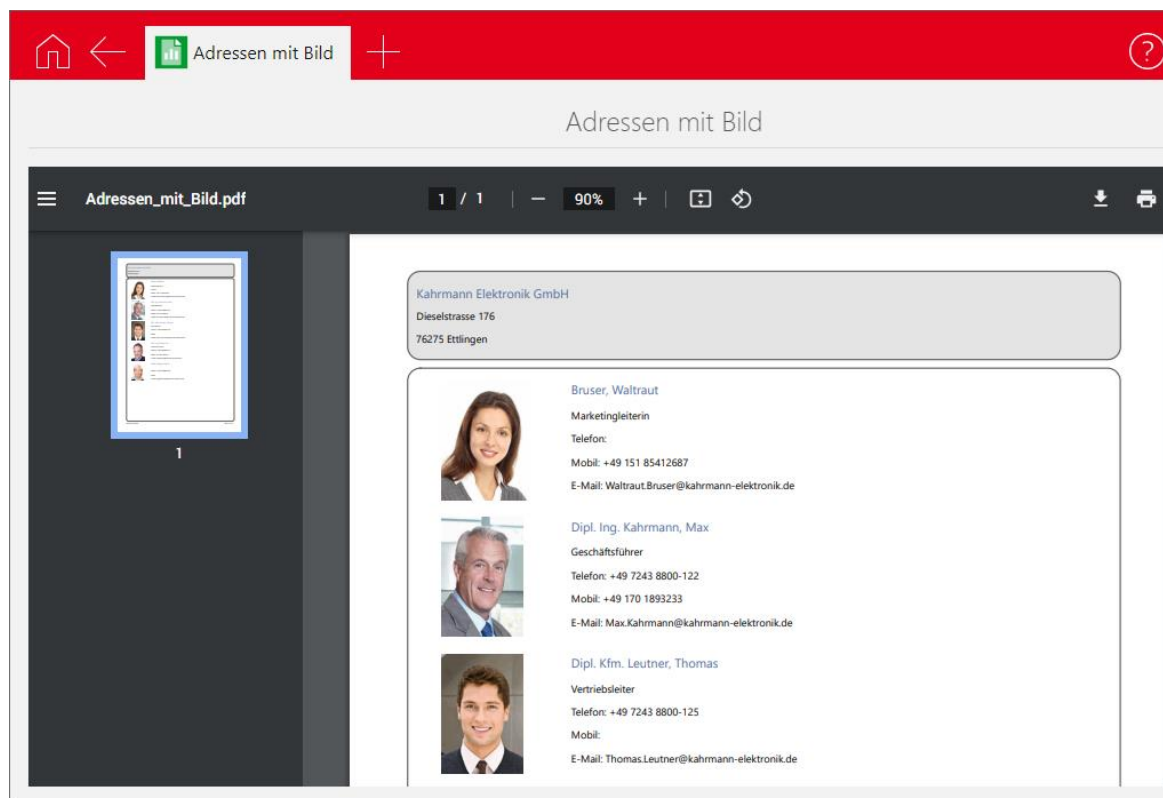 Adressen mit Bild
?
Adressen mit Bild
Adressen_mit_Bild.pdf
1 / 1
90%
1
Kahrmann Elektronik GmbH
Dieselstrasse 176
76275 Ettlingen
Bruser, Waltraut
Marketingleiterin
Telefon:
Mobil: +49 151 85412687
E-Mail: Waltraut.Bruser@kahrmann-elektronik.de
Dipl. Ing. Kahrmann, Max
Geschäftsführer
Telefon: +49 7243 8800-122
Mobil: +49 170 1893233
E-Mail: Max.Kahrmann@kahrmann-elektronik.de
Dipl. Kfm. Leutner, Thomas
Vertriebsleiter
Telefon: +49 7243 8800-125
Mobil:
E-Mail: Thomas.Leutner@kahrmann-elektronik.de